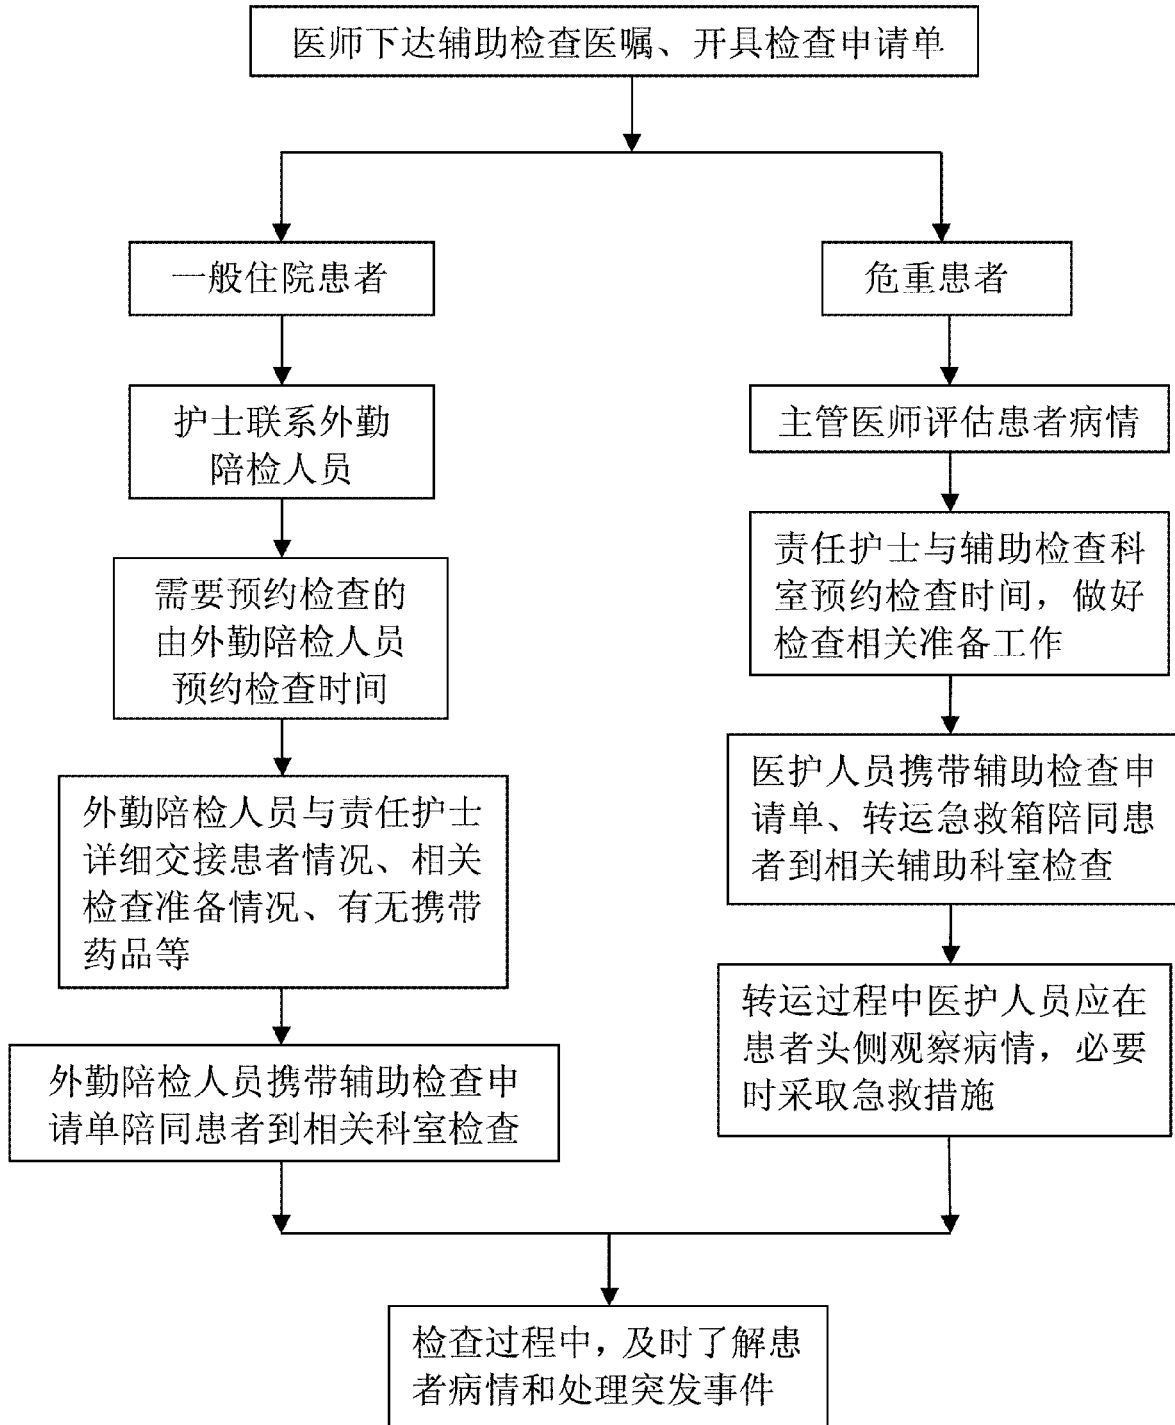 医师下达辅助检查医嘱、开具检查申请单
一般住院患者
护士联系外勤
陪检人员
需要预约检查的
由外勤陪检人员
预约检查时间
外勤陪检人员与责任护士
详细交接患者情况、相关
检查准备情况、有无携带
药品等
外勤陪检人员携带辅助检查申
请单陪同患者到相关科室检查
危重患者
主管医师评估患者病情
责任护士与辅助检查科
室预约检查时间，做好
检查相关准备工作
医护人员携带辅助检查申
请单、转运急救箱陪同患
者到相关辅助科室检查
转运过程中医护人员应在
患者头侧观察病情，必要
时采取急救措施
检查过程中，及时了解患
者病情和处理突发事件